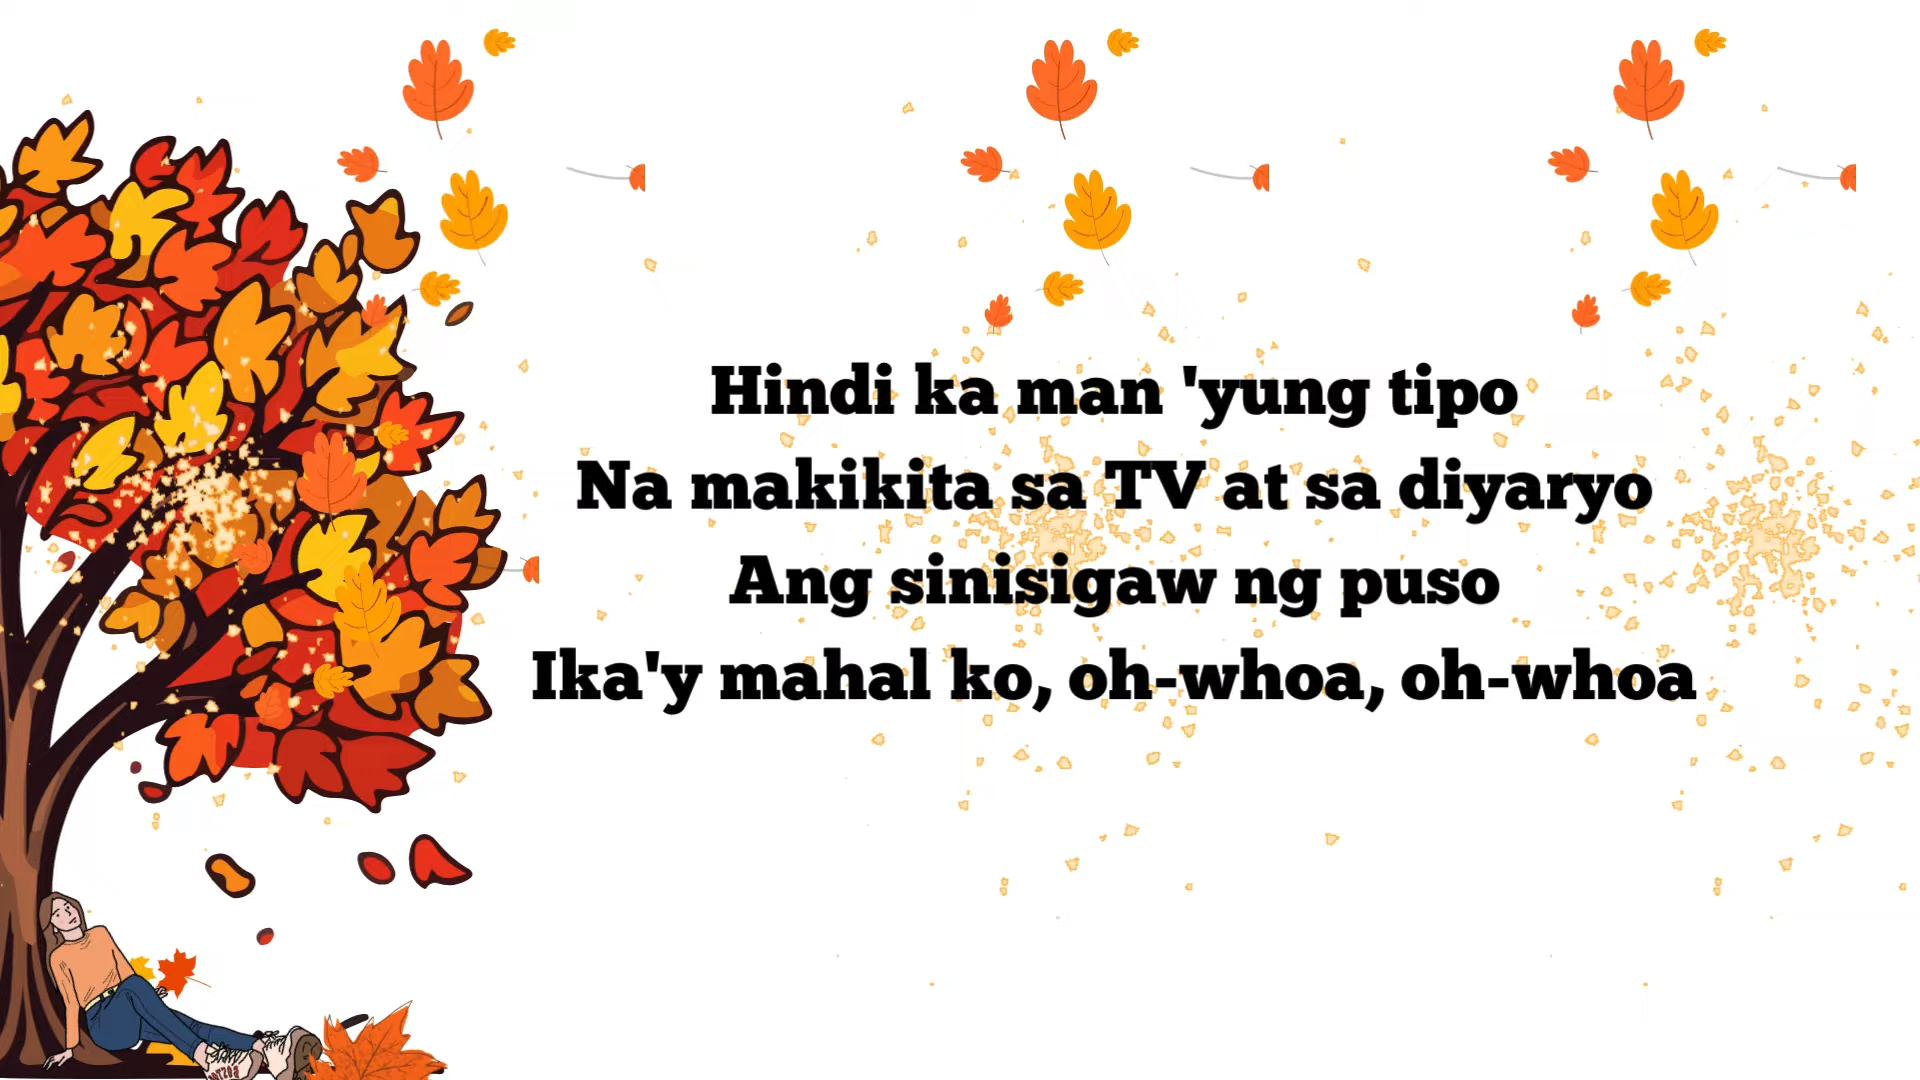 Hindi ka man 'yung tipo
Na makikita sa TV at sa diyaryo
Ang sinisigaw ng puso
Ika'y mahal ko, oh-whoa, oh-whoa